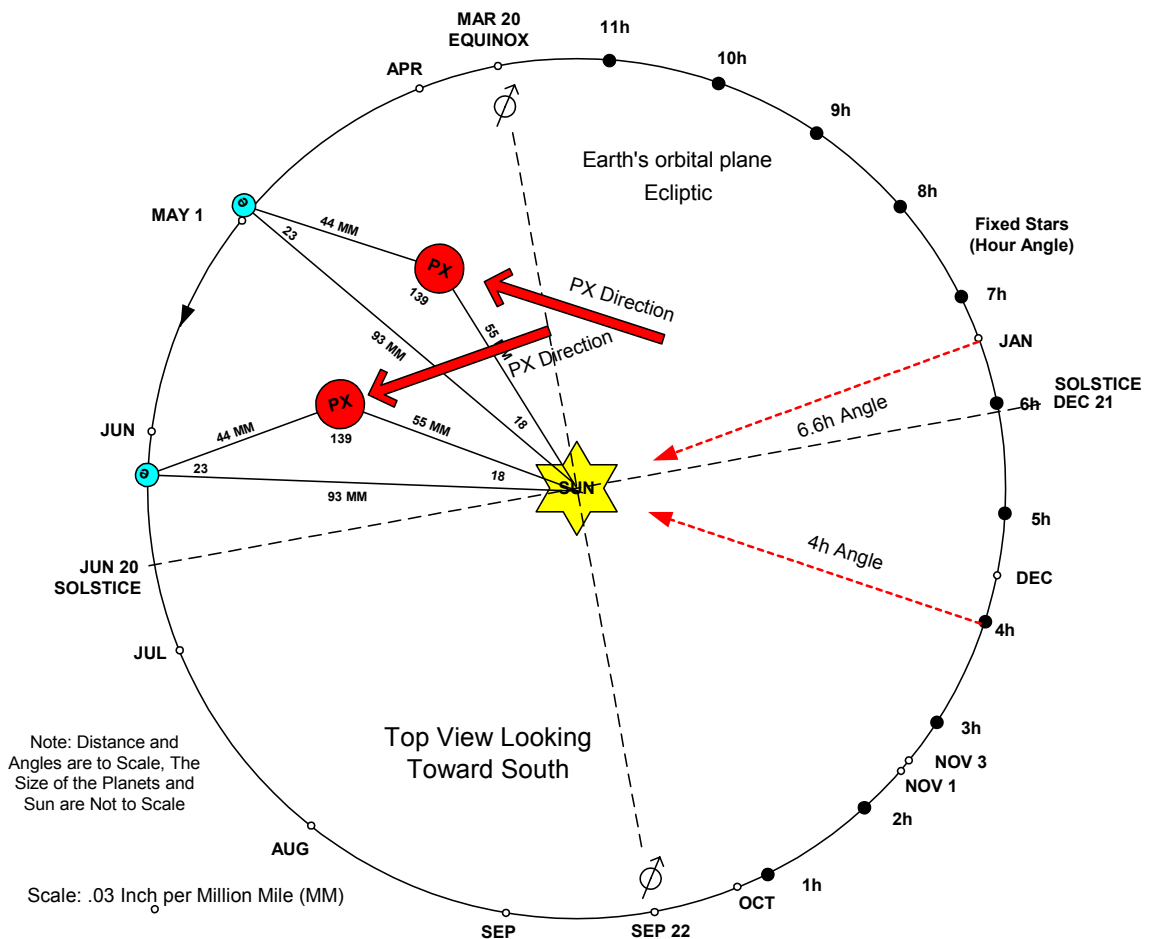 MAR 20
EQUINOX
11h
10h
APR
9h
Earth's orbital plane
Ecliptic
8h
MAY 1
e
44 MM
23
Fixed Stars
(Hour Angle)
PX
139
PX Direction
7h
93 MM
55 MM
PX Direction
JAN
SOLSTICE
DEC 21
6h
6.6h Angle
PX
139
18
JUN
44 MM
55 MM
e
23
18
SUN
93 MM
5h
4h Angle
JUN 20
SOLSTICE
DEC
4h
JUL
3h
Top View Looking
Toward South
Note: Distance and
Angles are to Scale, The
Size of the Planets and
Sun are Not to Scale
NOV 3
NOV 1
2h
AUG
1h
Scale: .03 Inch per Million Mile (MM)
OCT
SEP
SEP 22